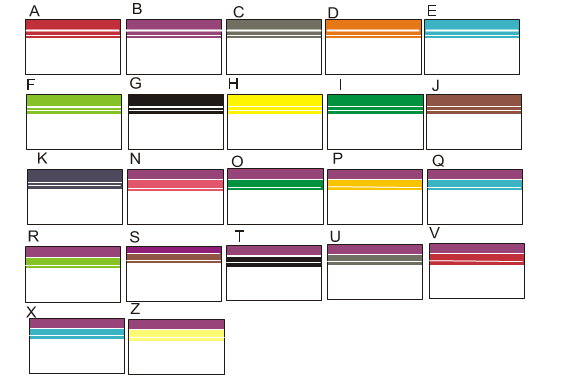 A B C D E
F G H I J
K N O P Q
R S T U V
X Z